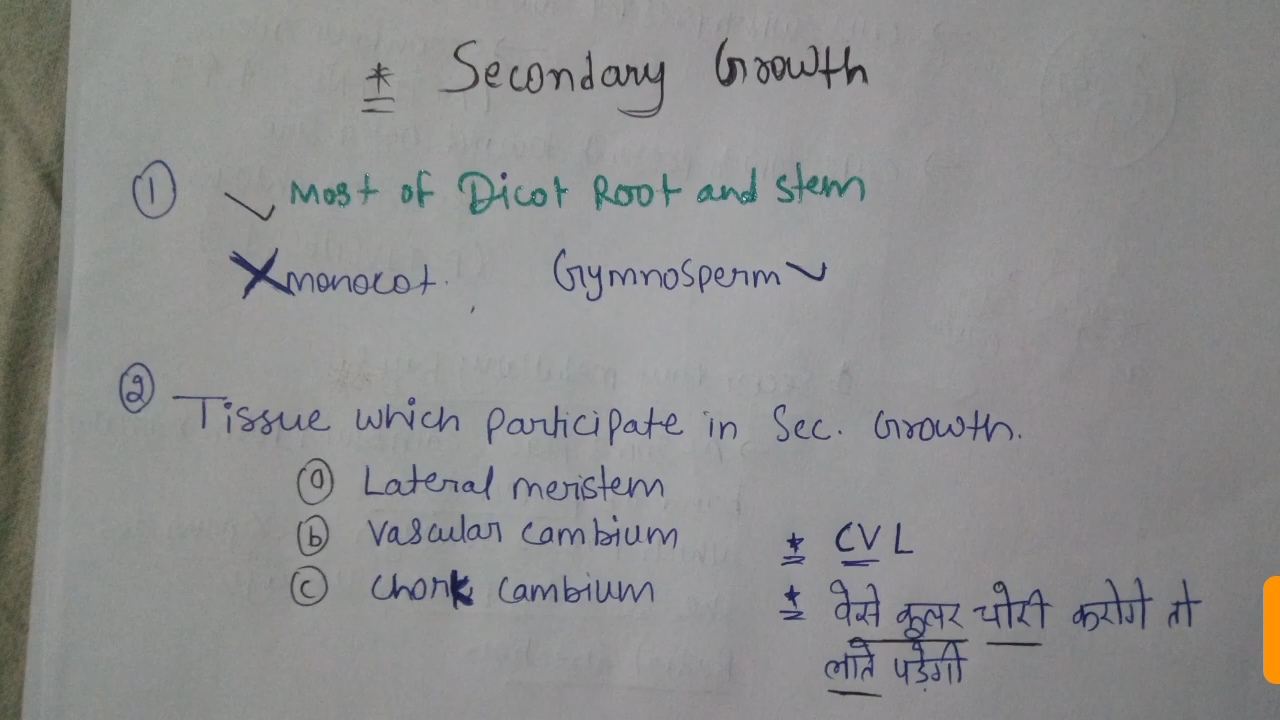 * Secondary Growth
① ✓ Most of Dicot Root and stem
X monocot. Gymnosperm ✓
② Tissue which participate in Sec. Growth.
ⓐ Lateral meristem
ⓑ Vascular cambium
ⓒ Chork cambium
* CVL
* वेसे कूलर चोरी करोगे तो
लाते पड़ेगी